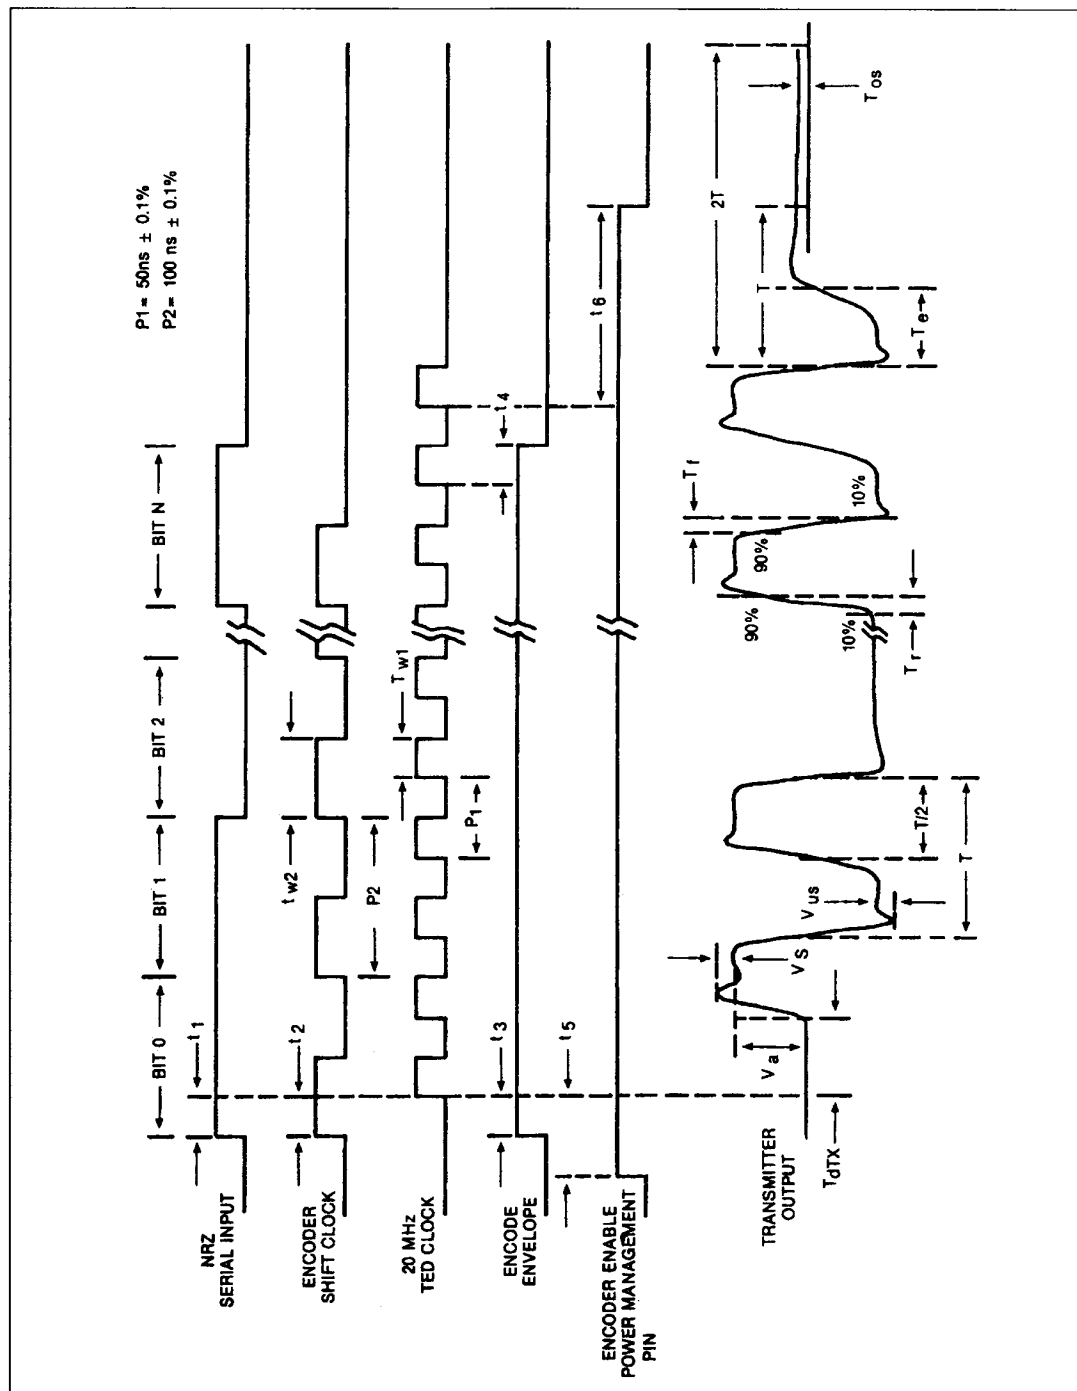 P1= 50ns ± 0.1%
P2= 100 ns ± 0.1%
BIT 0
BIT 1
BIT 2
BIT N
NRZ
SERIAL INPUT
t1
ENCODER
SHIFT CLOCK
t2
tw2
P2
20 MHz
TED CLOCK
Tw1
P1
ENCODE
ENVELOPE
t3
t4
ENCODER ENABLE
POWER MANAGEMENT
PIN
t5
t6
TRANSMITTER
OUTPUT
TdTX
Va
VS
Vus
T/2
T
Tr
10%
90%
90%
10%
Tf
Te
T
2T
Tos